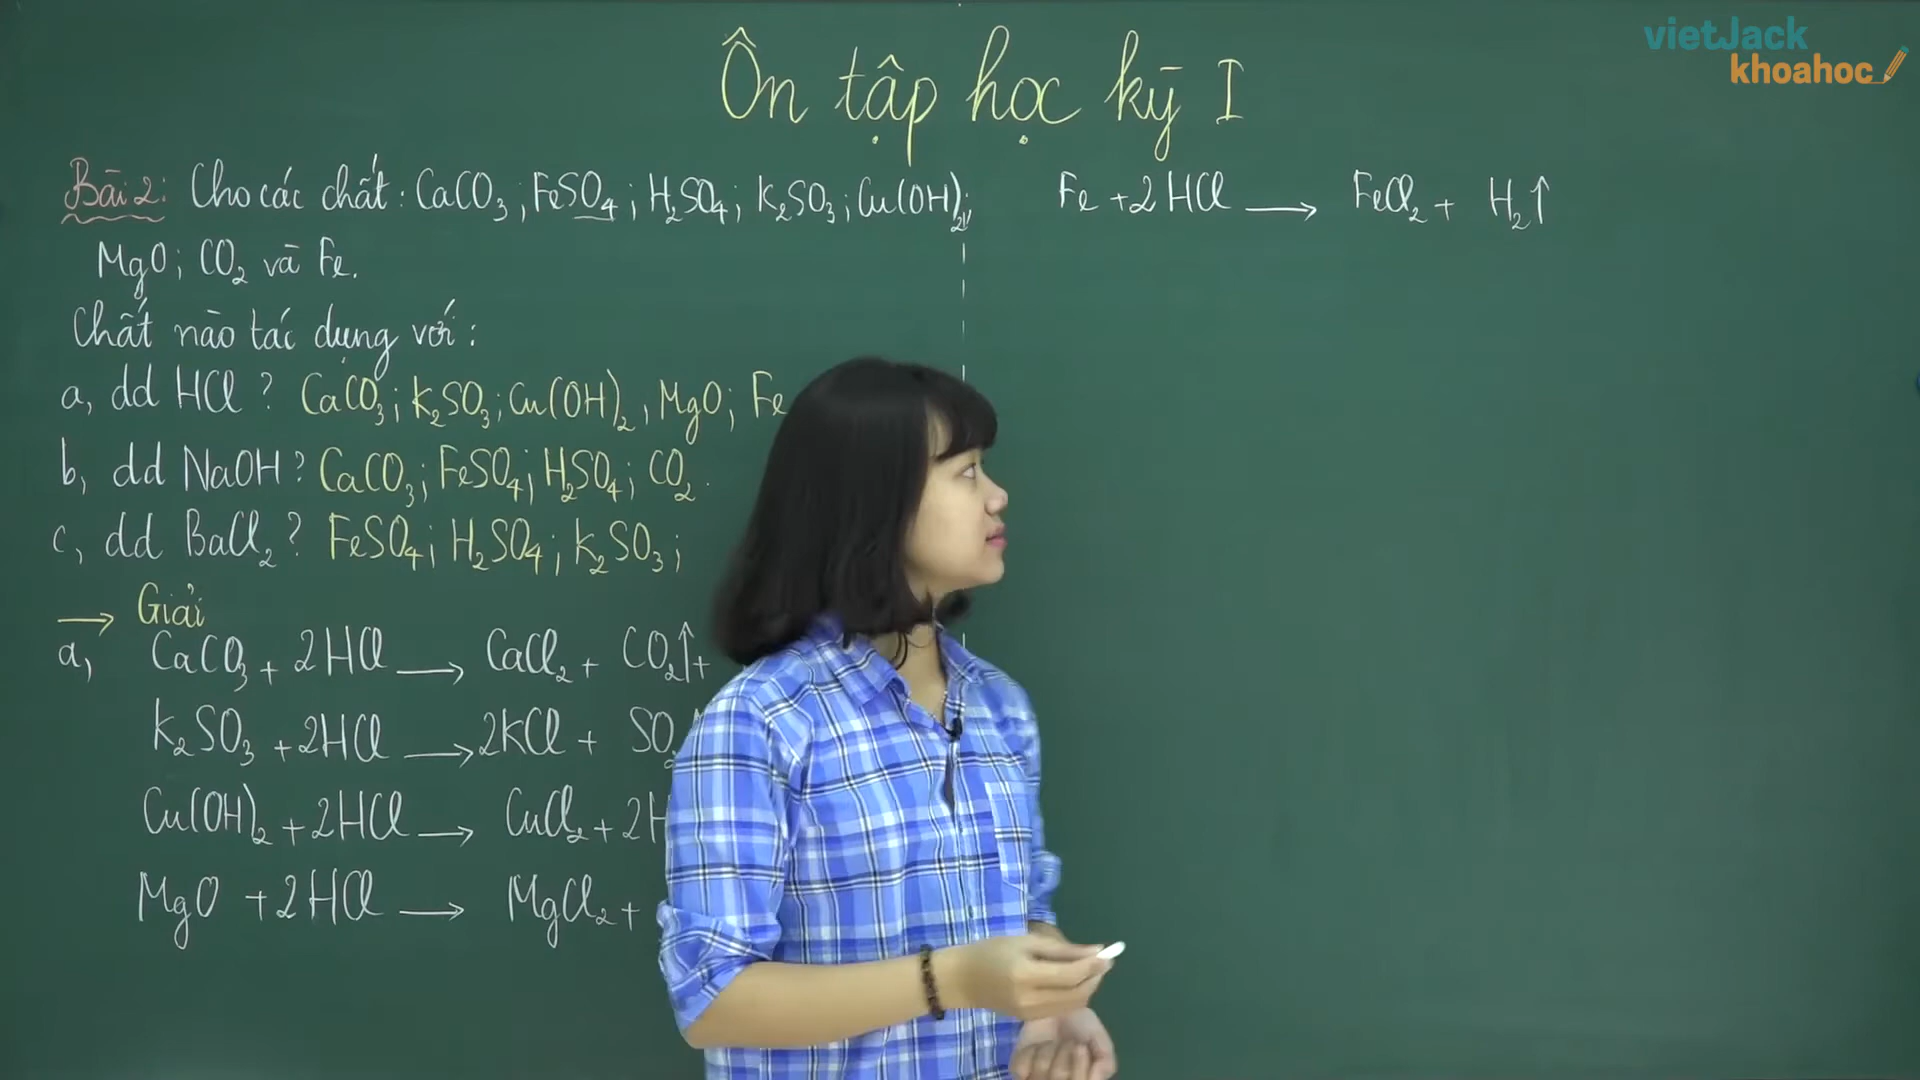 vietJack
khoahoc
Ôn tập học kỳ I
Bài 2: Cho các chất: CaCO₃; FeSO₄; H₂SO₄; K₂SO₃; Cu(OH)₂;
MgO; CO₂ và Fe.
Chất nào tác dụng với:
a, dd HCl? CaCO₃; K₂SO₃; Cu(OH)₂, MgO; Fe
b, dd NaOH? CaCO₃; FeSO₄; H₂SO₄; CO₂.
c, dd BaCl₂? FeSO₄; H₂SO₄; K₂SO₃;
→ Giải
a, CaCO₃ + 2HCl → CaCl₂ + CO₂↑ +
K₂SO₃ + 2HCl → 2KCl + SO₂
Cu(OH)₂ + 2HCl → CuCl₂ + 2H
MgO + 2HCl → MgCl₂ +
Fe + 2HCl → FeCl₂ + H₂↑